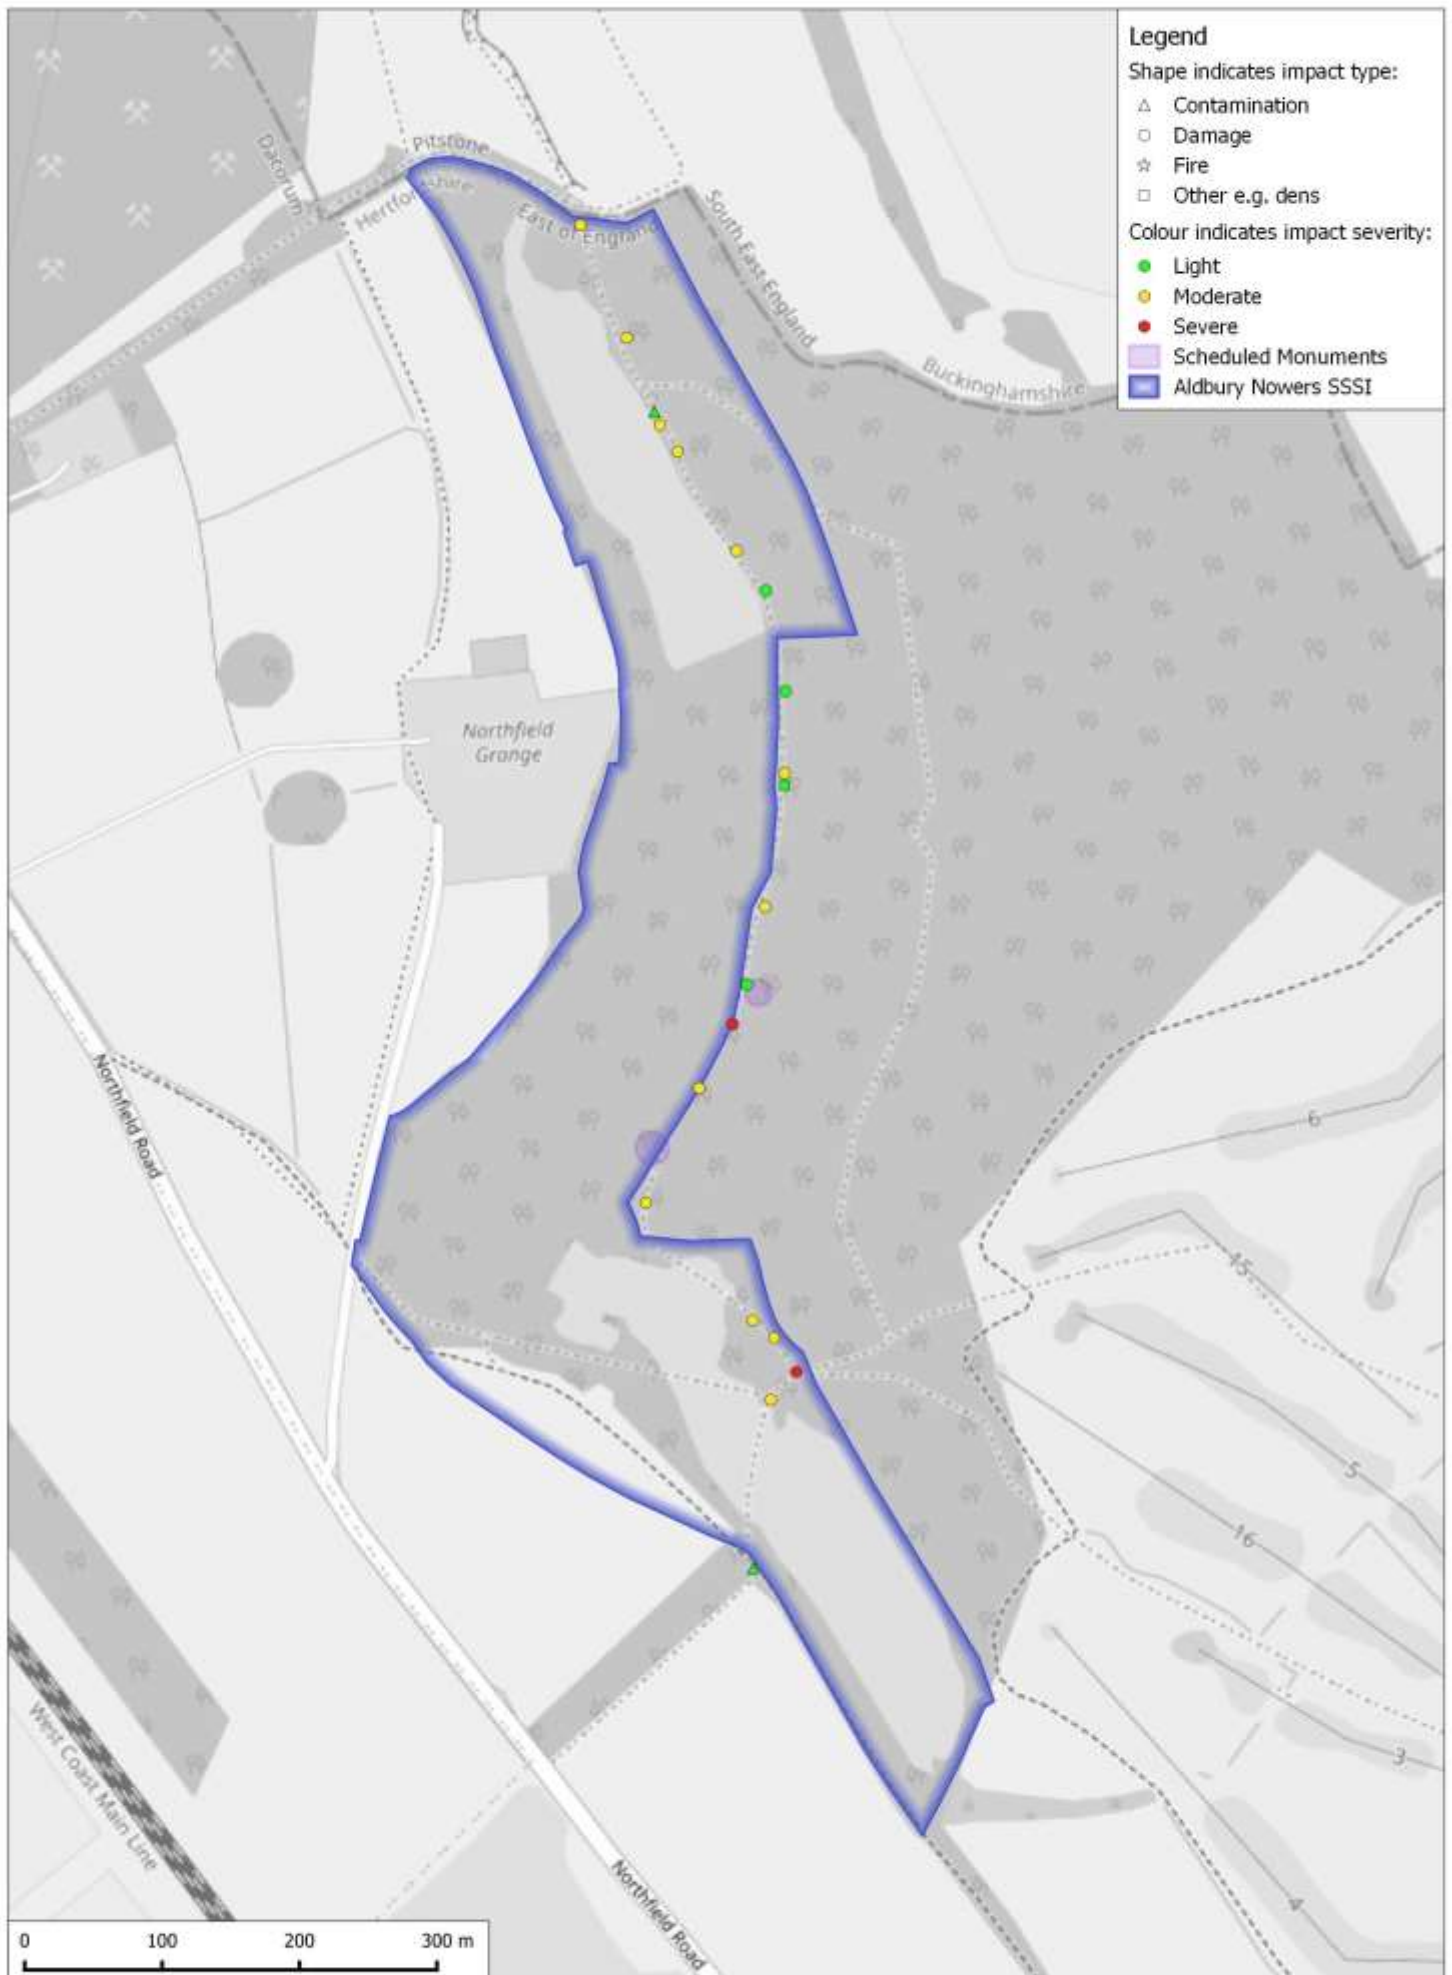 Legend
Shape indicates impact type:
Contamination
Damage
Fire
Other e.g. dens
Colour indicates impact severity:
Light
Moderate
Severe
Scheduled Monuments
Aldbury Nowers SSSI
Pitstone
Dacorum
East of England
South East England
Buckinghamshire
Northfield
Grange
Northfield Road
6
15
5
16
3
4
West Coast Main Line
Northfield Road
0 100 200 300 m